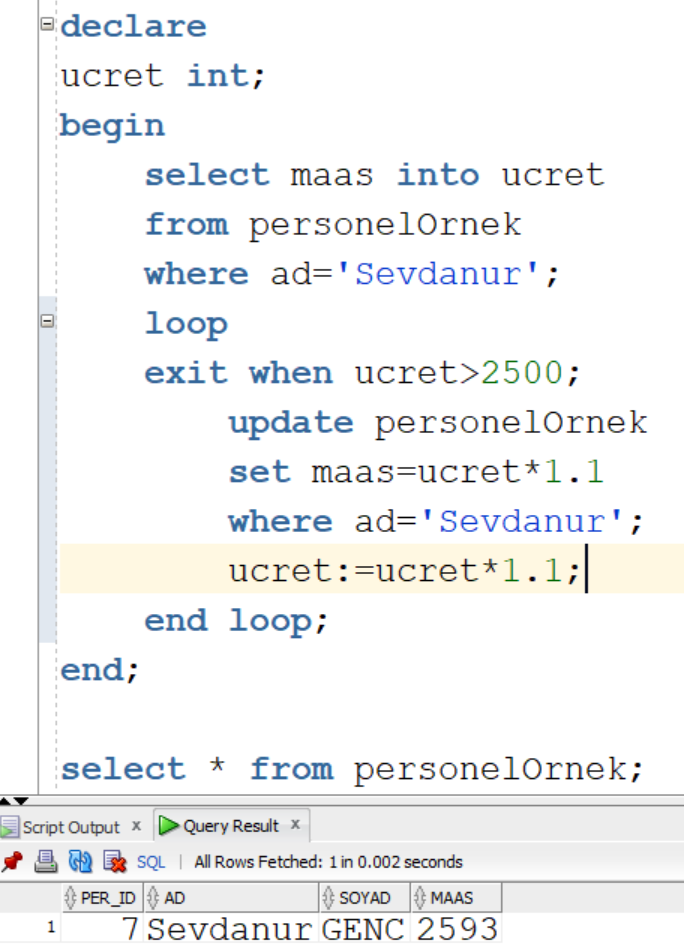 declare
ucret int;
begin
select maas into ucret
from personelOrnek
where ad='Sevdanur';
loop
exit when ucret>2500;
update personelOrnek
set maas=ucret*1.1
where ad='Sevdanur';
ucret:=ucret*1.1;
end loop;
end;
select * from personelOrnek;
Script Output x Query Result x
SQL | All Rows Fetched: 1 in 0.002 seconds
PER_ID AD SOYAD MAAS
1 7 Sevdanur GENC 2593